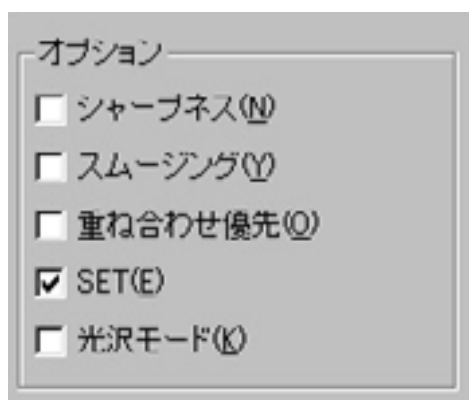 オプション
シャープネス(N)
スムージング(Y)
重ね合わせ優先(O)
SET(E)
光沢モード(K)